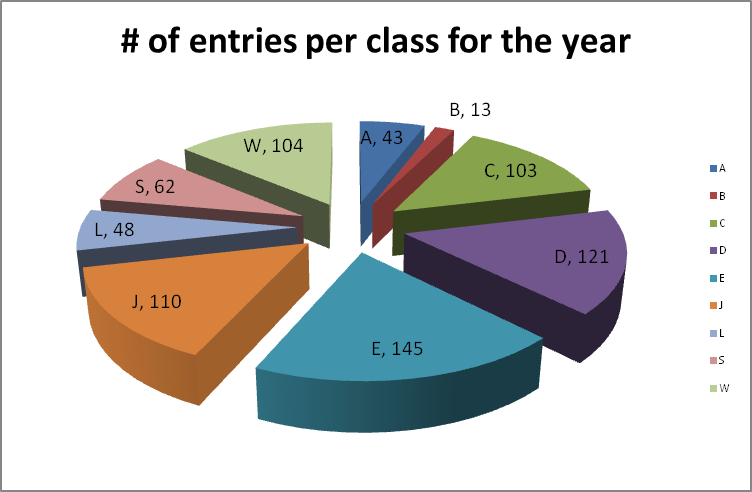 # of entries per class for the year
A, 43
B, 13
C, 103
D, 121
E, 145
J, 110
L, 48
S, 62
W, 104
A
B
C
D
E
J
L
S
W